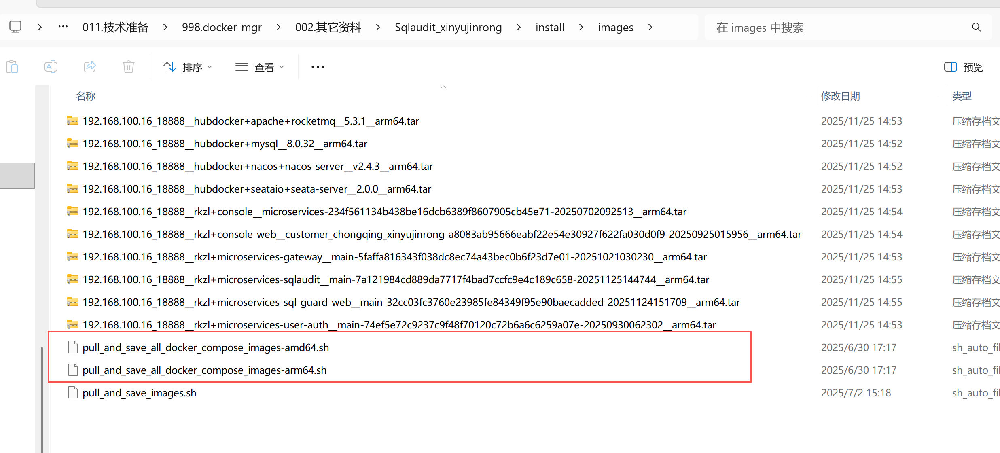 … 011.技术准备 > 998.docker-mgr > 002.其它资料 > Sqlaudit_xinyujinrong > install > images >
在 images 中搜索
排序 查看 … 预览
名称 修改日期 类型
192.168.100.16_18888__hubdocker+apache+rocketmq__5.3.1__arm64.tar 2025/11/25 14:53 压缩存档文
192.168.100.16_18888__hubdocker+mysql__8.0.32__arm64.tar 2025/11/25 14:52 压缩存档文
192.168.100.16_18888__hubdocker+nacos+nacos-server__v2.4.3__arm64.tar 2025/11/25 14:52 压缩存档文
192.168.100.16_18888__hubdocker+seataio+seata-server__2.0.0__arm64.tar 2025/11/25 14:53 压缩存档文
192.168.100.16_18888__rkzl+console__microservices-234f561134b438be16dcb6389f8607905cb45e71-20250702092513__arm64.tar 2025/11/25 14:54 压缩存档文
192.168.100.16_18888__rkzl+console-web__customer_chongqing_xinyujinrong-a8083ab95666eabf22e54e30927f622fa030d0f9-20250925015956__arm64.tar 2025/11/25 14:54 压缩存档文
192.168.100.16_18888__rkzl+microservices-gateway__main-5faffa816343f038dc8ec74a43bec0b6f23d7e01-20251021030230__arm64.tar 2025/11/25 14:53 压缩存档文
192.168.100.16_18888__rkzl+microservices-sqlaudit__main-7a121984cd889da7717f4bad7ccfc9e4c189c658-20251125144744__arm64.tar 2025/11/25 14:55 压缩存档文
192.168.100.16_18888__rkzl+microservices-sql-guard-web__main-32cc03fc3760e23985fe84349f95e90baecadded-20251124151709__arm64.tar 2025/11/25 14:55 压缩存档文
192.168.100.16_18888__rkzl+microservices-user-auth__main-74ef5e72c9237c9f48f70120c72b6a6c6259a07e-20250930062302__arm64.tar 2025/11/25 14:53 压缩存档文
pull_and_save_all_docker_compose_images-amd64.sh 2025/6/30 17:17 sh_auto_fil
pull_and_save_all_docker_compose_images-arm64.sh 2025/6/30 17:17 sh_auto_fil
pull_and_save_images.sh 2025/7/2 15:18 sh_auto_fil